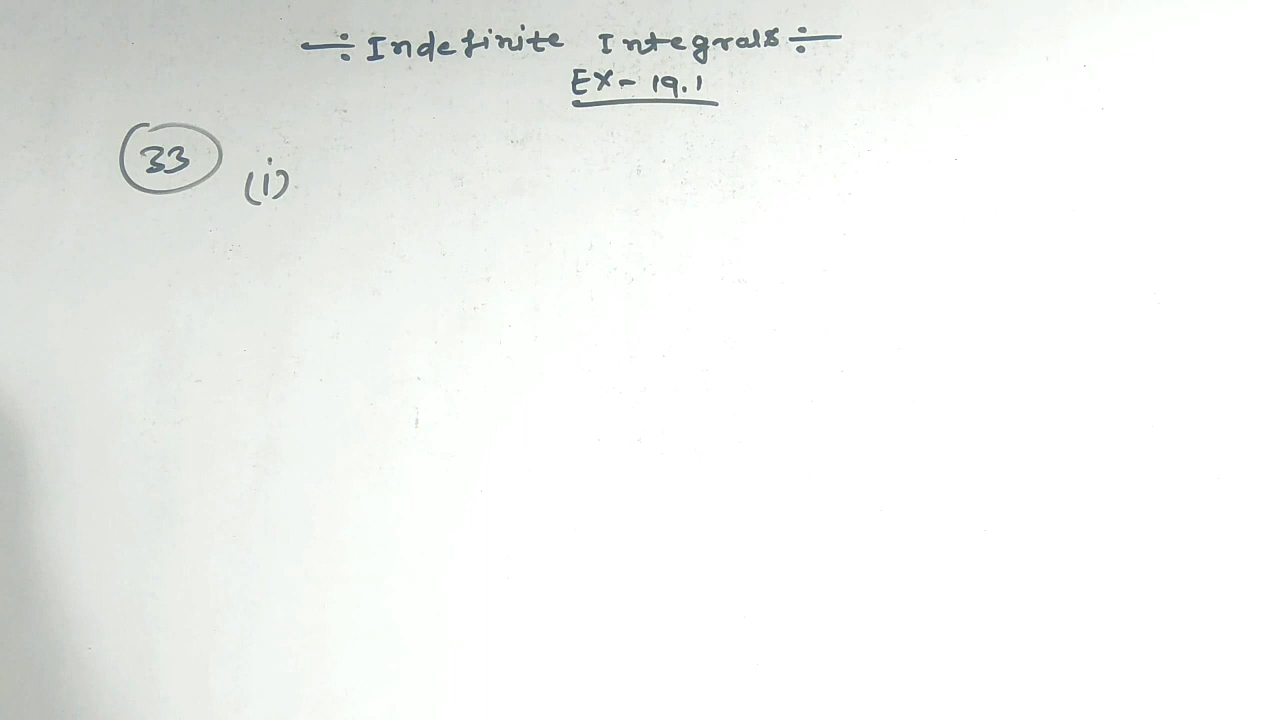 ÷ Indefinite Integrals ÷
EX- 19.1
33 (i)